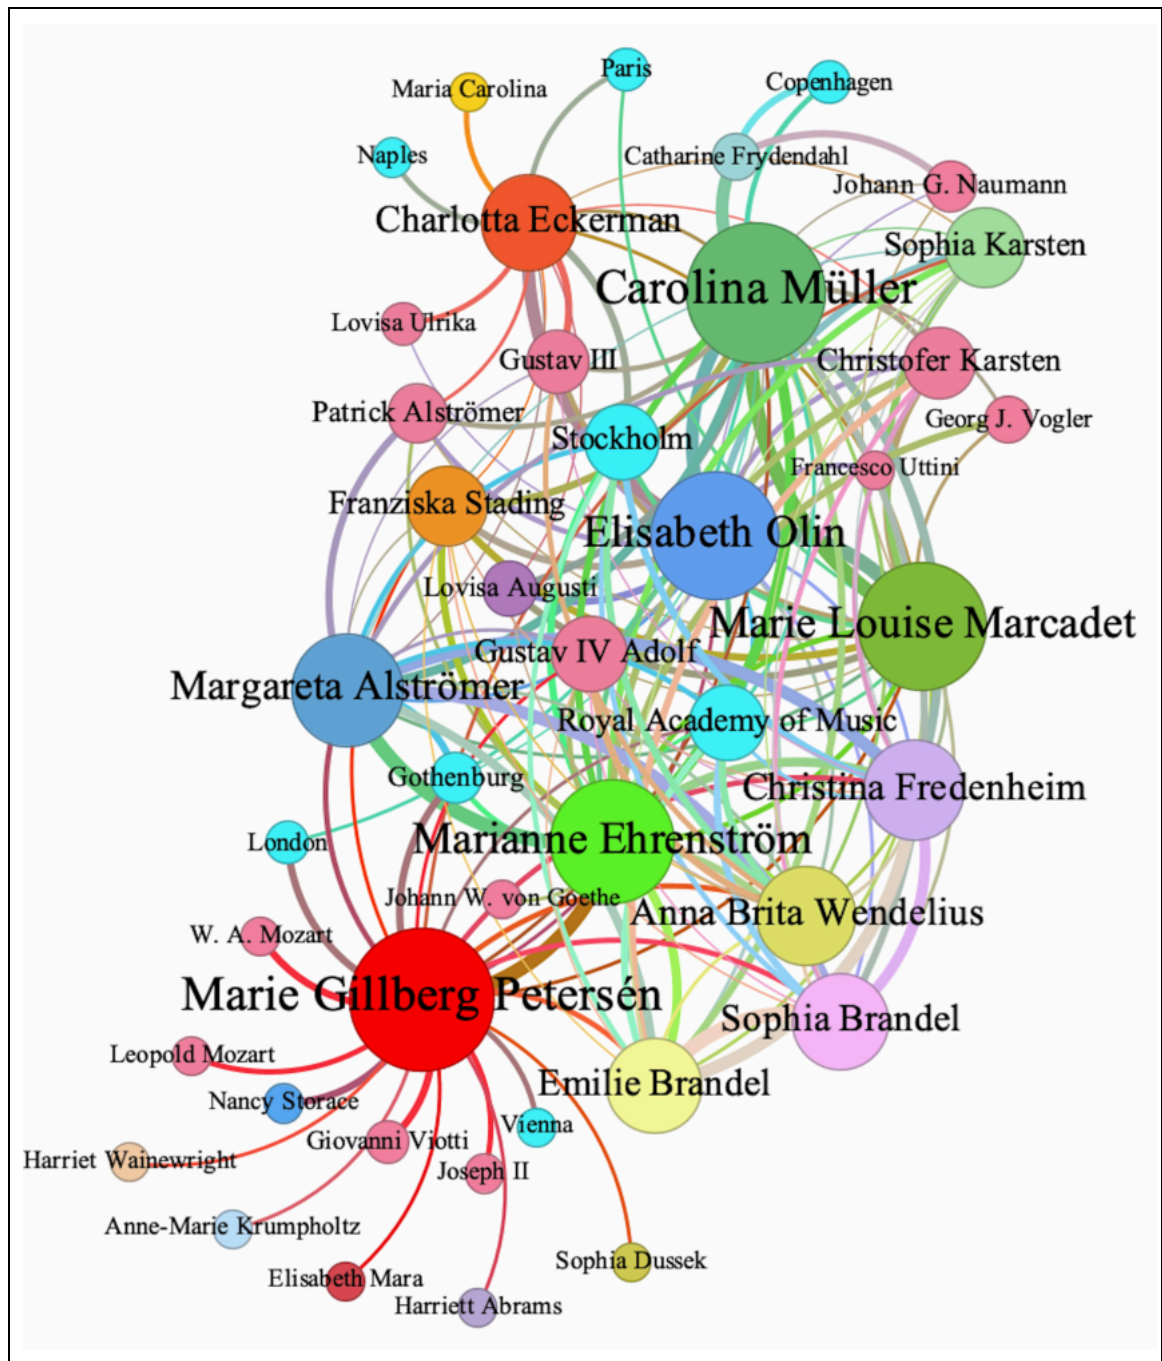 Paris
Copenhagen
Maria Carolina
Naples
Catharine Frydendahl
Johann G. Naumann
Charlotta Eckerman
Sophia Karsten
Carolina Müller
Lovisa Ulrika
Gustav III
Christofer Karsten
Patrick Alströmer
Georg J. Vogler
Stockholm
Francesco Uttini
Franziska Stading
Elisabeth Olin
Lovisa Augusti
Marie Louise Marcadet
Gustav IV Adolf
Margareta Alströmer
Royal Academy of Music
Gothenburg
Christina Fredenheim
London
Marianne Ehrenström
Johann W. von Goethe
Anna Brita Wendelius
W. A. Mozart
Marie Gillberg Petersén
Sophia Brandel
Leopold Mozart
Emilie Brandel
Nancy Storace
Vienna
Giovanni Viotti
Harriet Wainewright
Joseph II
Anne-Marie Krumpholtz
Sophia Dussek
Elisabeth Mara
Harriett Abrams